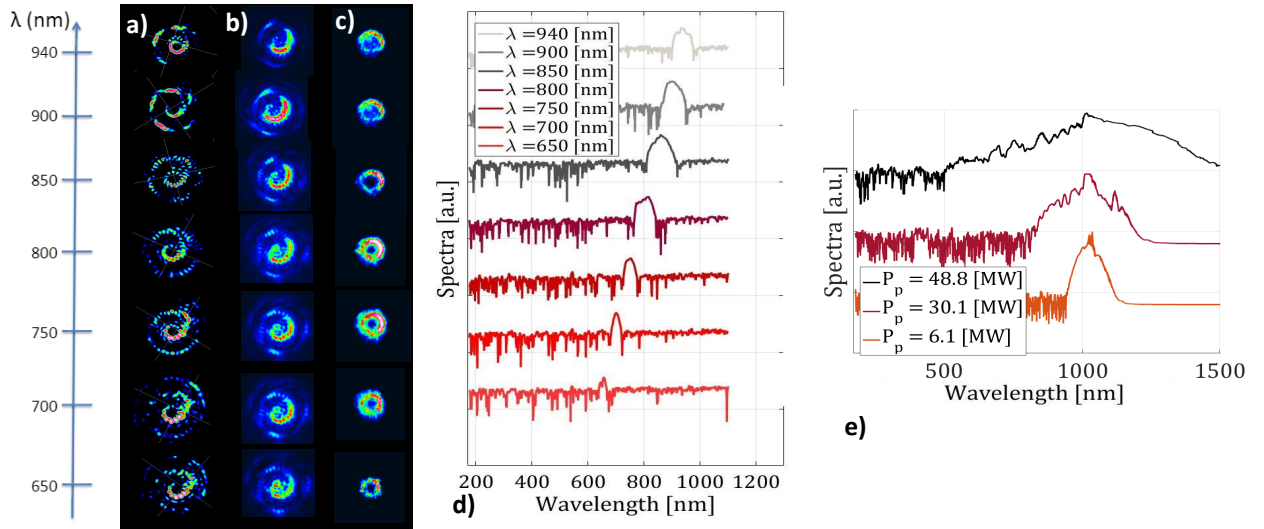 λ (nm)
940
900
850
800
750
700
650
a)
b)
c)
λ =940 [nm]
λ =900 [nm]
λ =850 [nm]
λ =800 [nm]
λ =750 [nm]
λ =700 [nm]
λ =650 [nm]
Spectra [a.u.]
200 400 600 800 1000 1200
Wavelength [nm]
d)
Spectra [a.u.]
P_p = 48.8 [MW]
P_p = 30.1 [MW]
P_p = 6.1 [MW]
500 1000 1500
Wavelength [nm]
e)